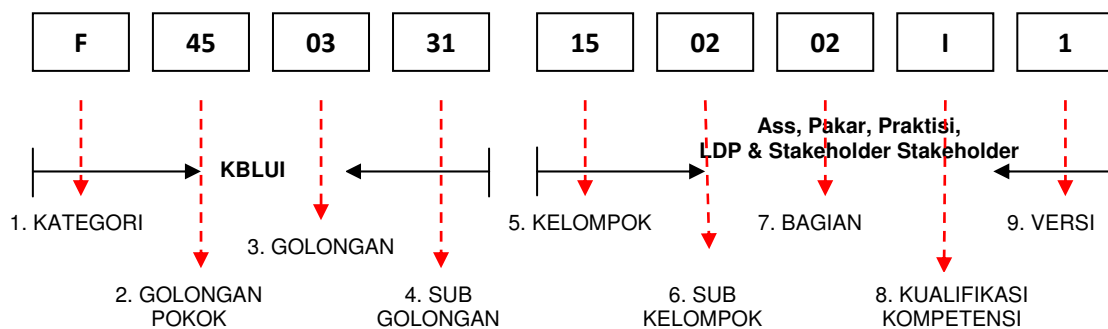 F 45 03 31 15 02 02 I 1
Ass, Pakar, Praktisi,
LDP & Stakeholder Stakeholder
KBLUI
1. KATEGORI
5. KELOMPOK
7. BAGIAN
9. VERSI
3. GOLONGAN
2. GOLONGAN
POKOK
4. SUB
GOLONGAN
6. SUB
KELOMPOK
8. KUALIFIKASI
KOMPETENSI